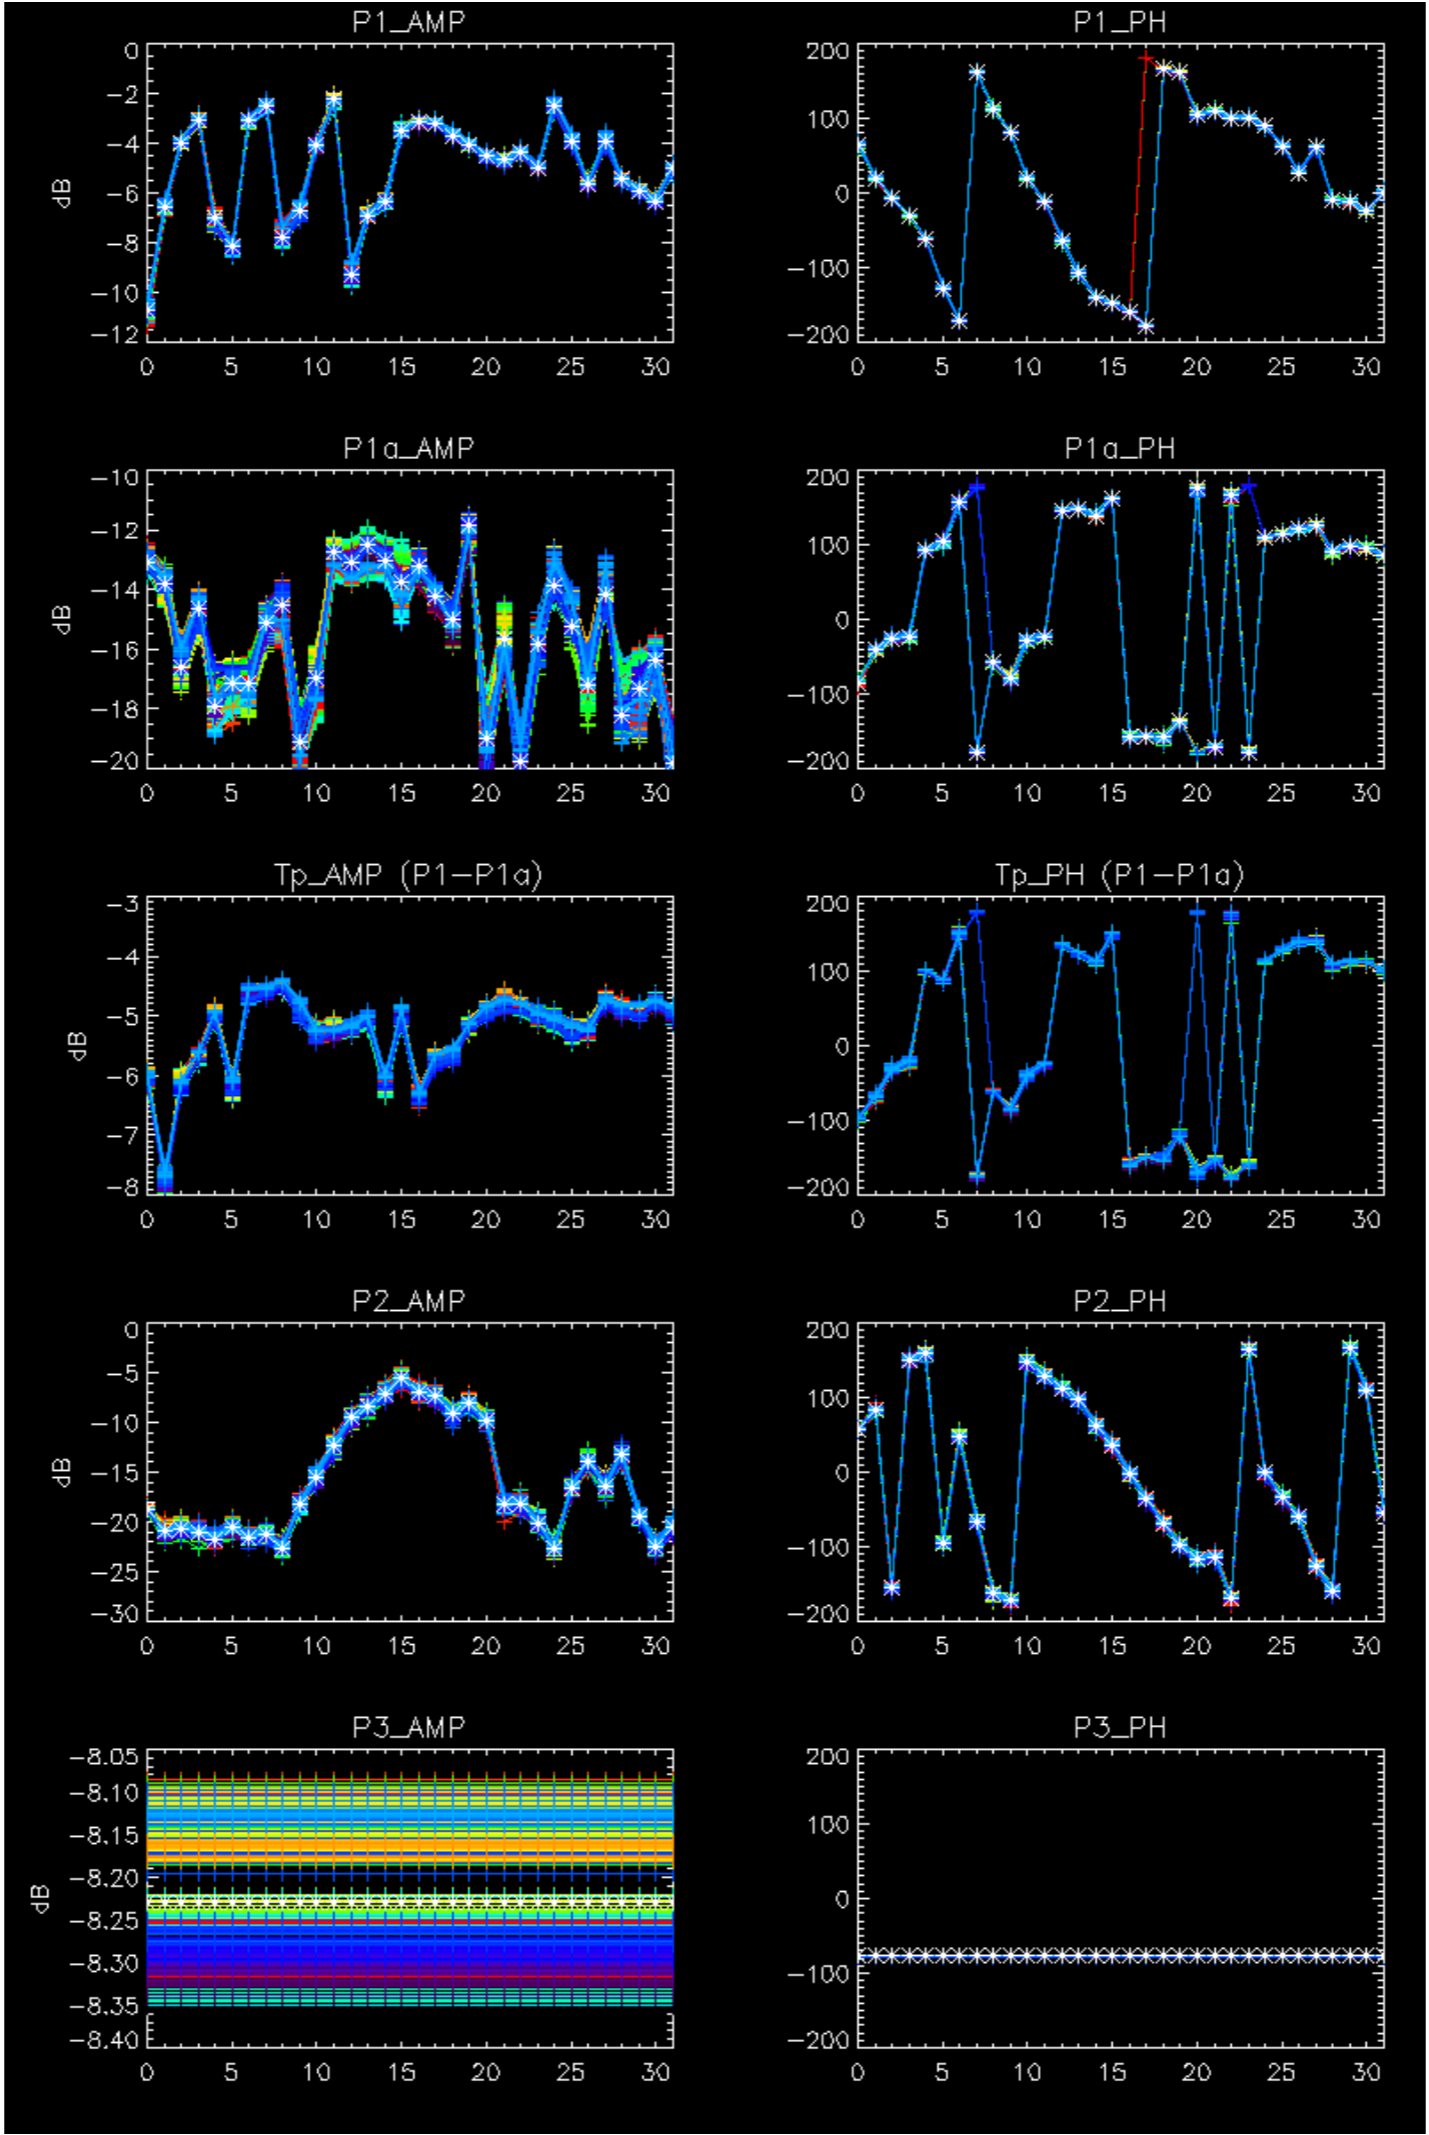 P1_AMP P1_PH
0 200
-2
100
-4
dB -6 0
-8
-100
-10
-12 -200
0 5 10 15 20 25 30 0 5 10 15 20 25 30
P1a_AMP P1a_PH
-10 200
-12
100
-14
dB 0
-16
-100
-18
-20 -200
0 5 10 15 20 25 30 0 5 10 15 20 25 30
Tp_AMP (P1-P1a) Tp_PH (P1-P1a)
-3 200
-4
100
-5
dB 0
-6
-100
-7
-8 -200
0 5 10 15 20 25 30 0 5 10 15 20 25 30
P2_AMP P2_PH
0 200
-5
100
-10
dB -15 0
-20
-100
-25
-30 -200
0 5 10 15 20 25 30 0 5 10 15 20 25 30
P3_AMP P3_PH
-8.05 200
-8.10
100
-8.15
-8.20
dB 0
-8.25
-8.30
-100
-8.35
-8.40 -200
0 5 10 15 20 25 30 0 5 10 15 20 25 30